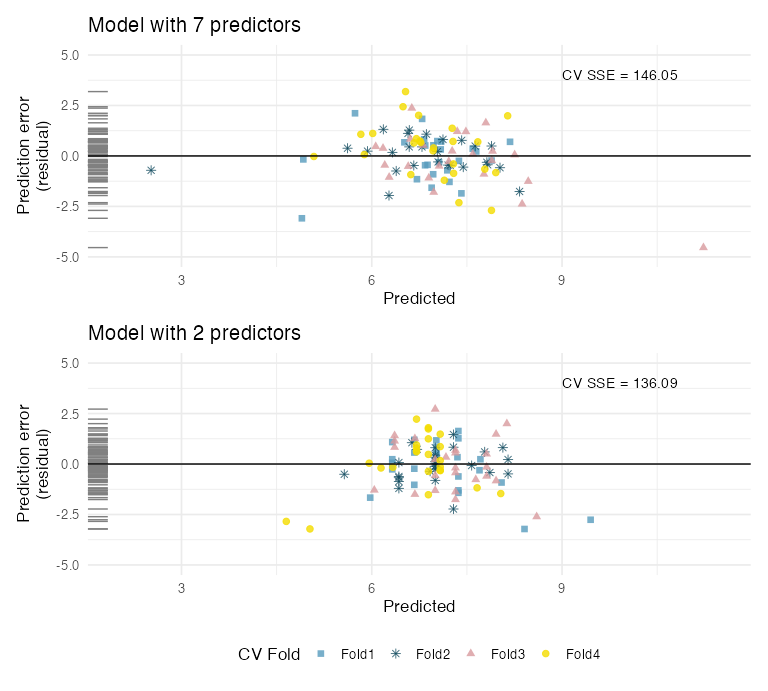 Model with 7 predictors
5.0
CV SSE = 146.05
2.5
0.0
-2.5
-5.0
Prediction error
(residual)
3
6
9
Predicted
Model with 2 predictors
5.0
CV SSE = 136.09
2.5
0.0
-2.5
-5.0
Prediction error
(residual)
3
6
9
Predicted
CV Fold
Fold1
Fold2
Fold3
Fold4